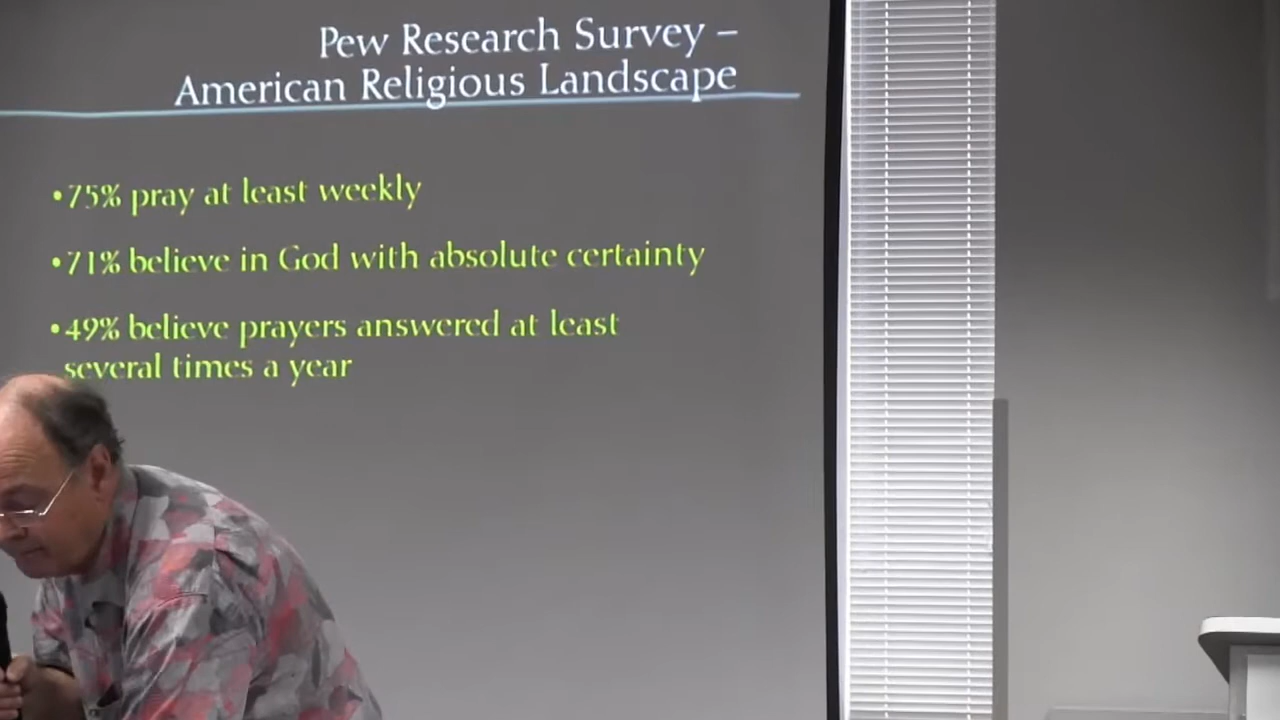 Pew Research Survey –
American Religious Landscape
•75% pray at least weekly
•71% believe in God with absolute certainty
•49% believe prayers answered at least
several times a year